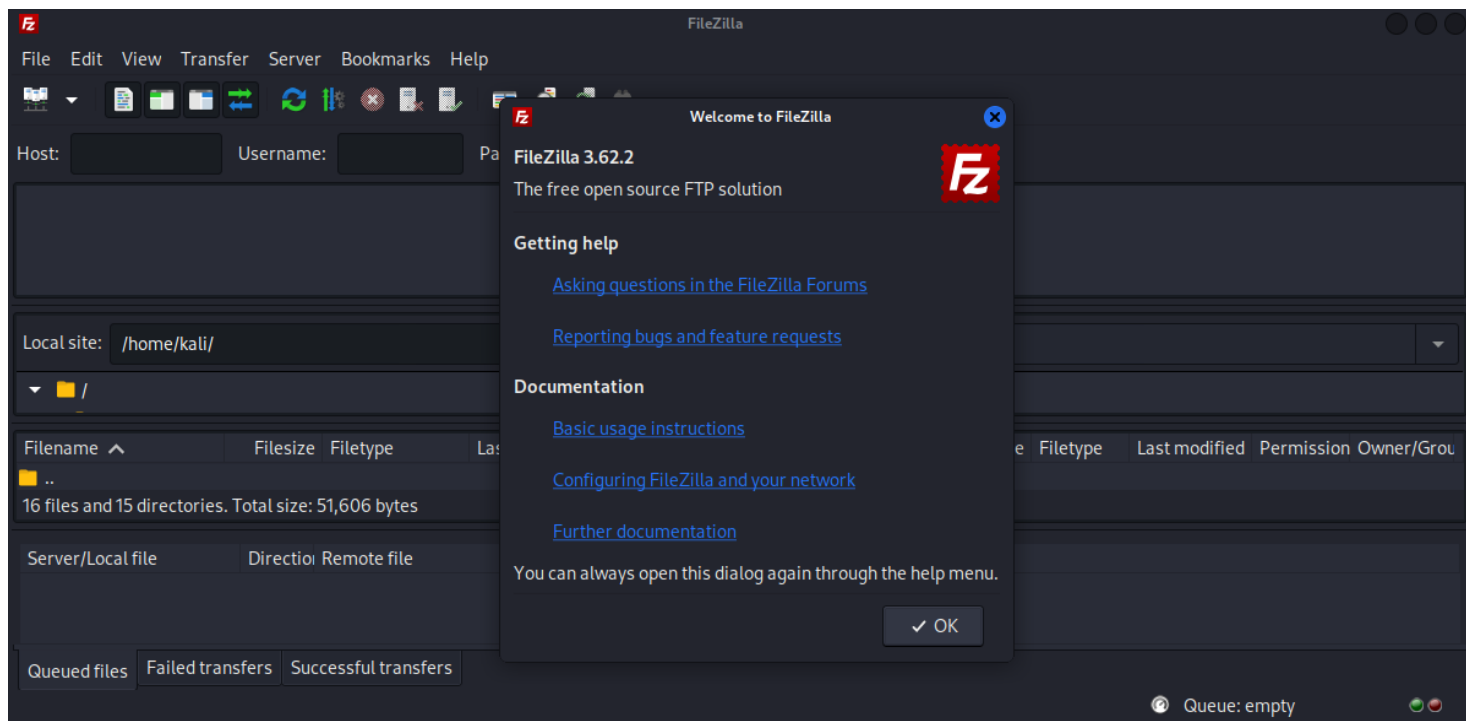 FileZilla
File Edit View Transfer Server Bookmarks Help
Host: Username: Pa
Welcome to FileZilla
FileZilla 3.62.2
The free open source FTP solution
Getting help
Asking questions in the FileZilla Forums
Reporting bugs and feature requests
Documentation
Basic usage instructions
Configuring FileZilla and your network
Further documentation
You can always open this dialog again through the help menu.
OK
Local site: /home/kali/
/
Filename Filesize Filetype Las
e Filetype Last modified Permission Owner/Grou
..
16 files and 15 directories. Total size: 51,606 bytes
Server/Local file Direction Remote file
Queued files Failed transfers Successful transfers
Queue: empty